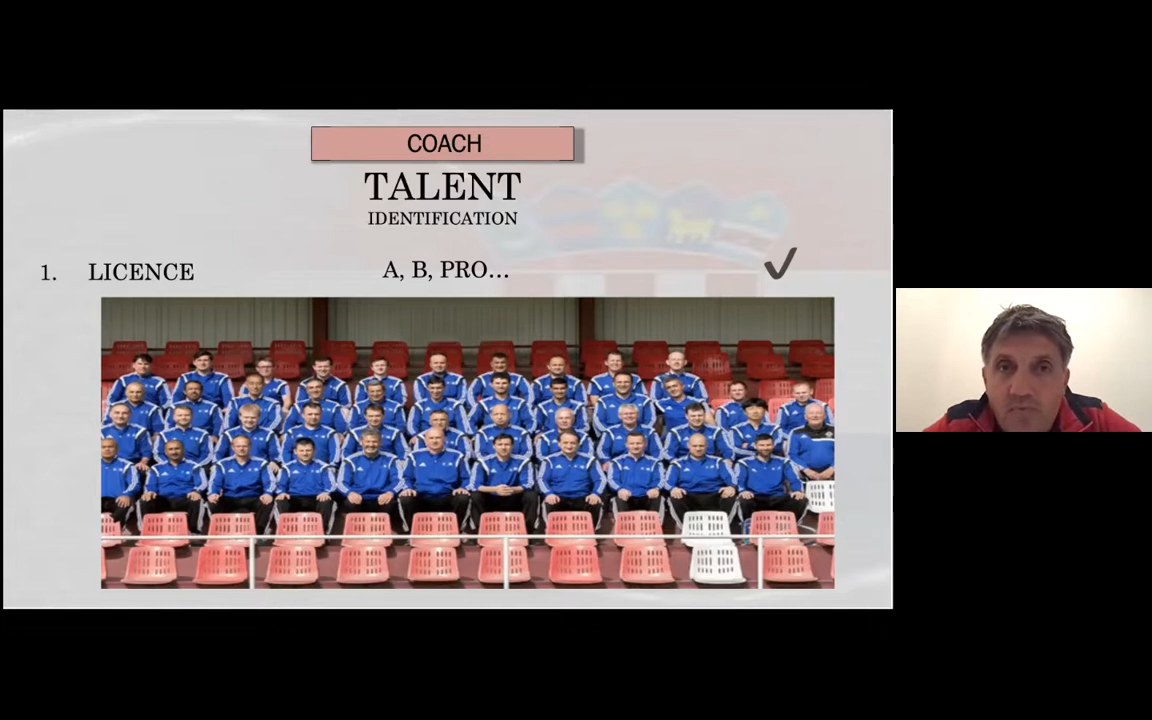 COACH
TALENT
IDENTIFICATION
1. LICENCE A, B, PRO...